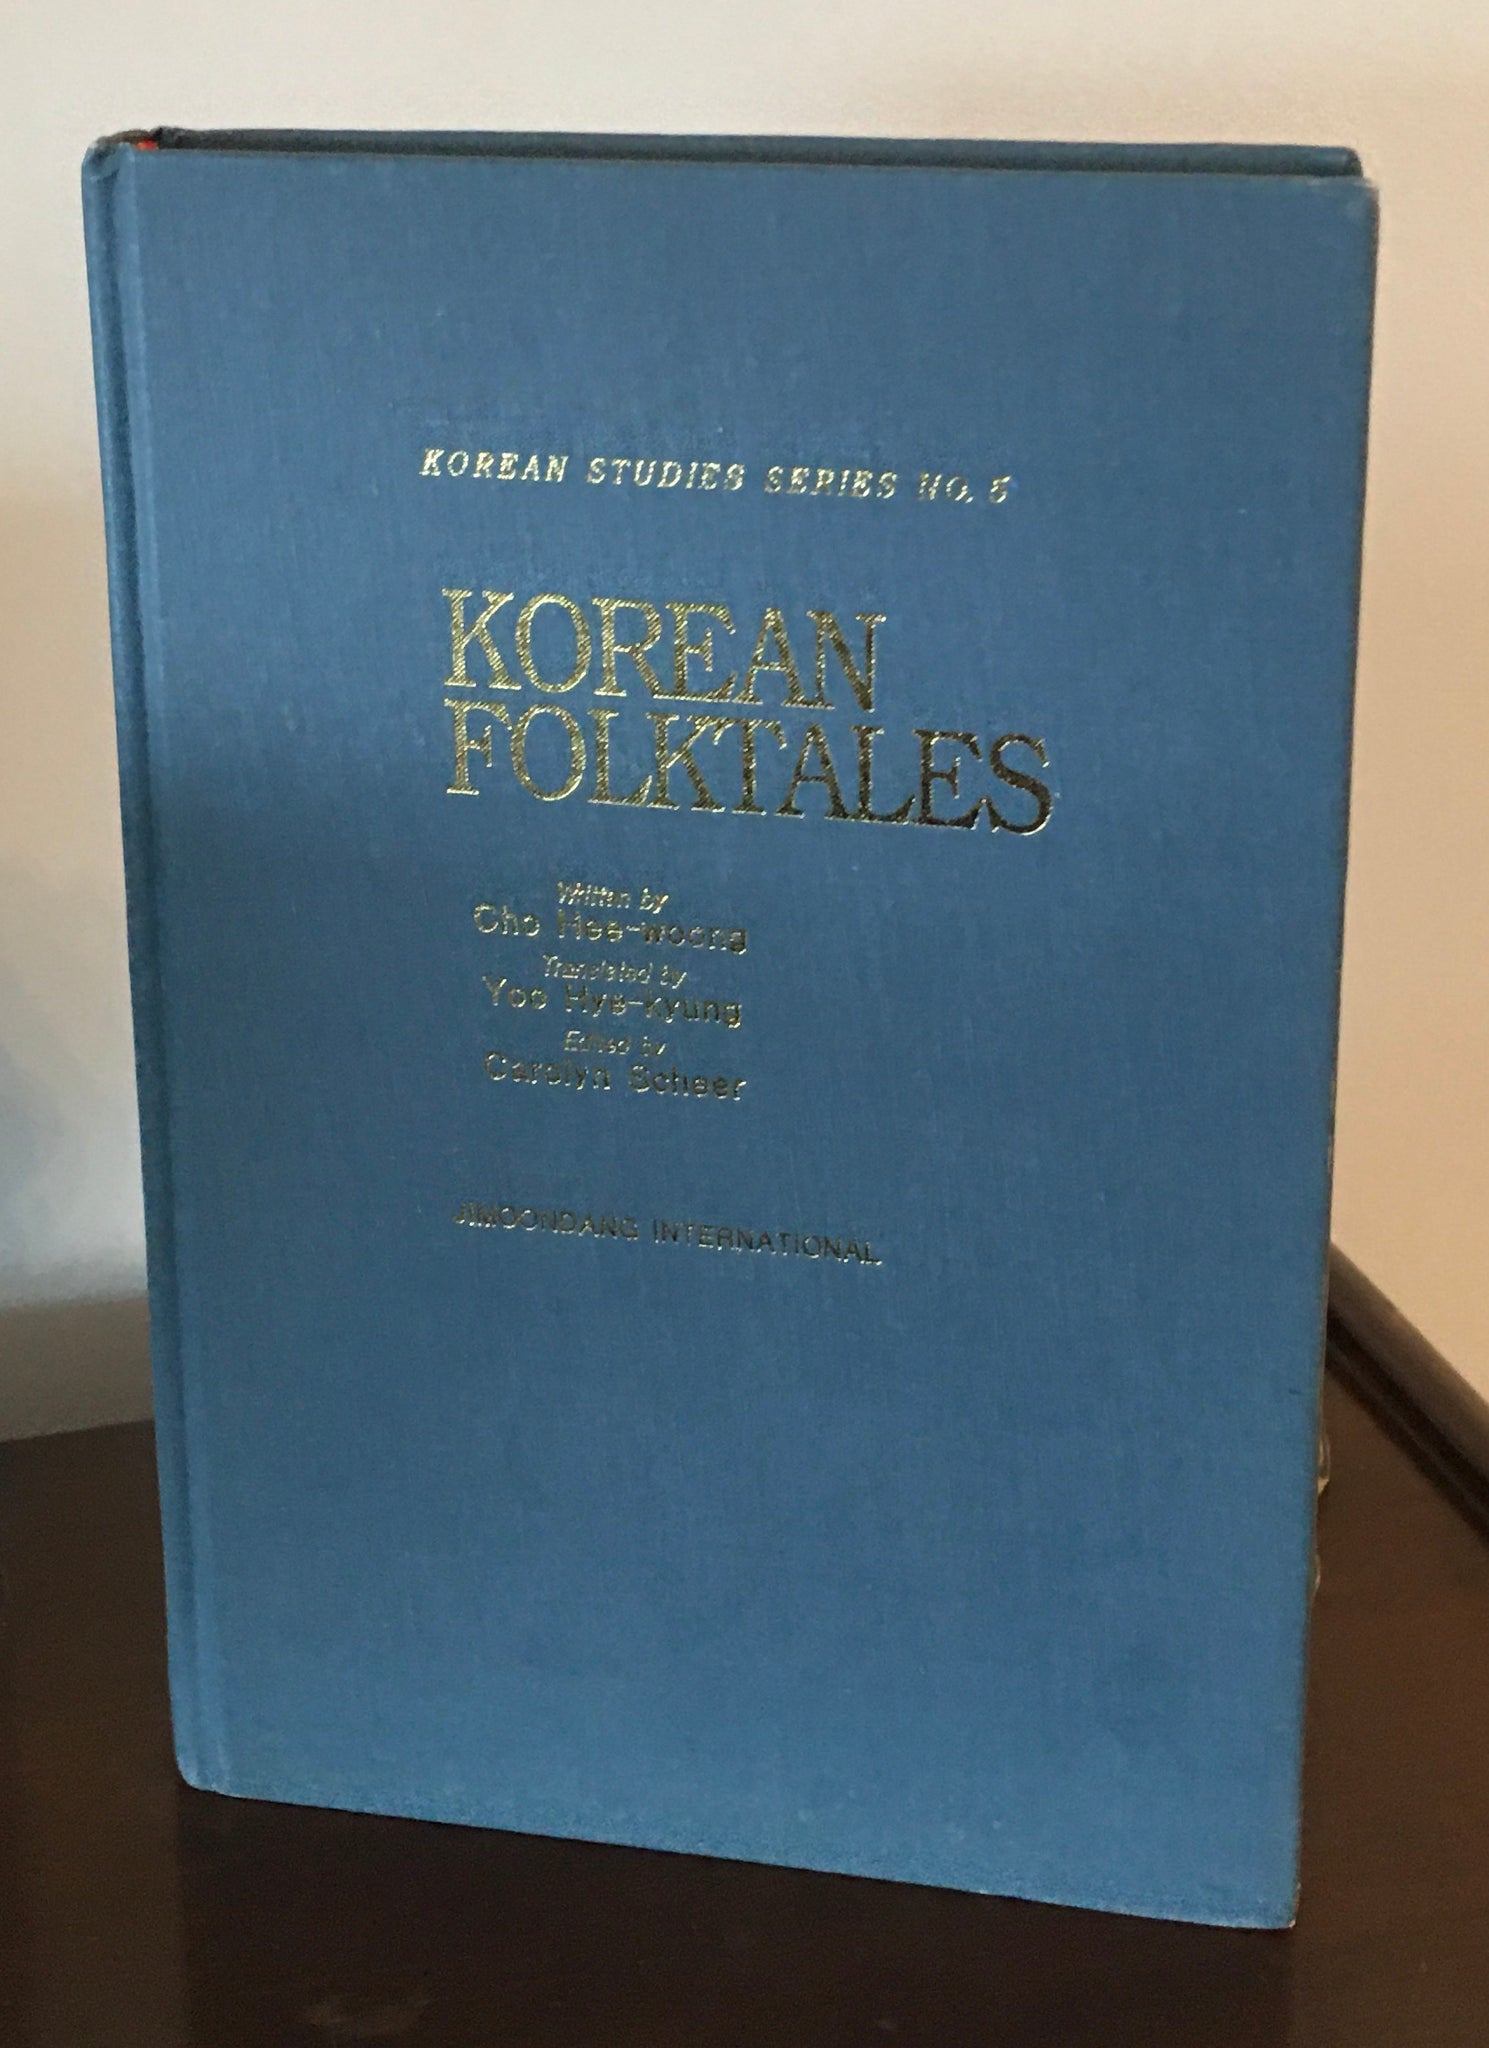 KOREAN STUDIES SERIES NO. 5
KOREAN
FOLKTALES
Written by
Cho Hee-woong
Translated by
Yoo Hye-kyung
Edited by
Carolyn Scheer
JIMOONDANG INTERNATIONAL